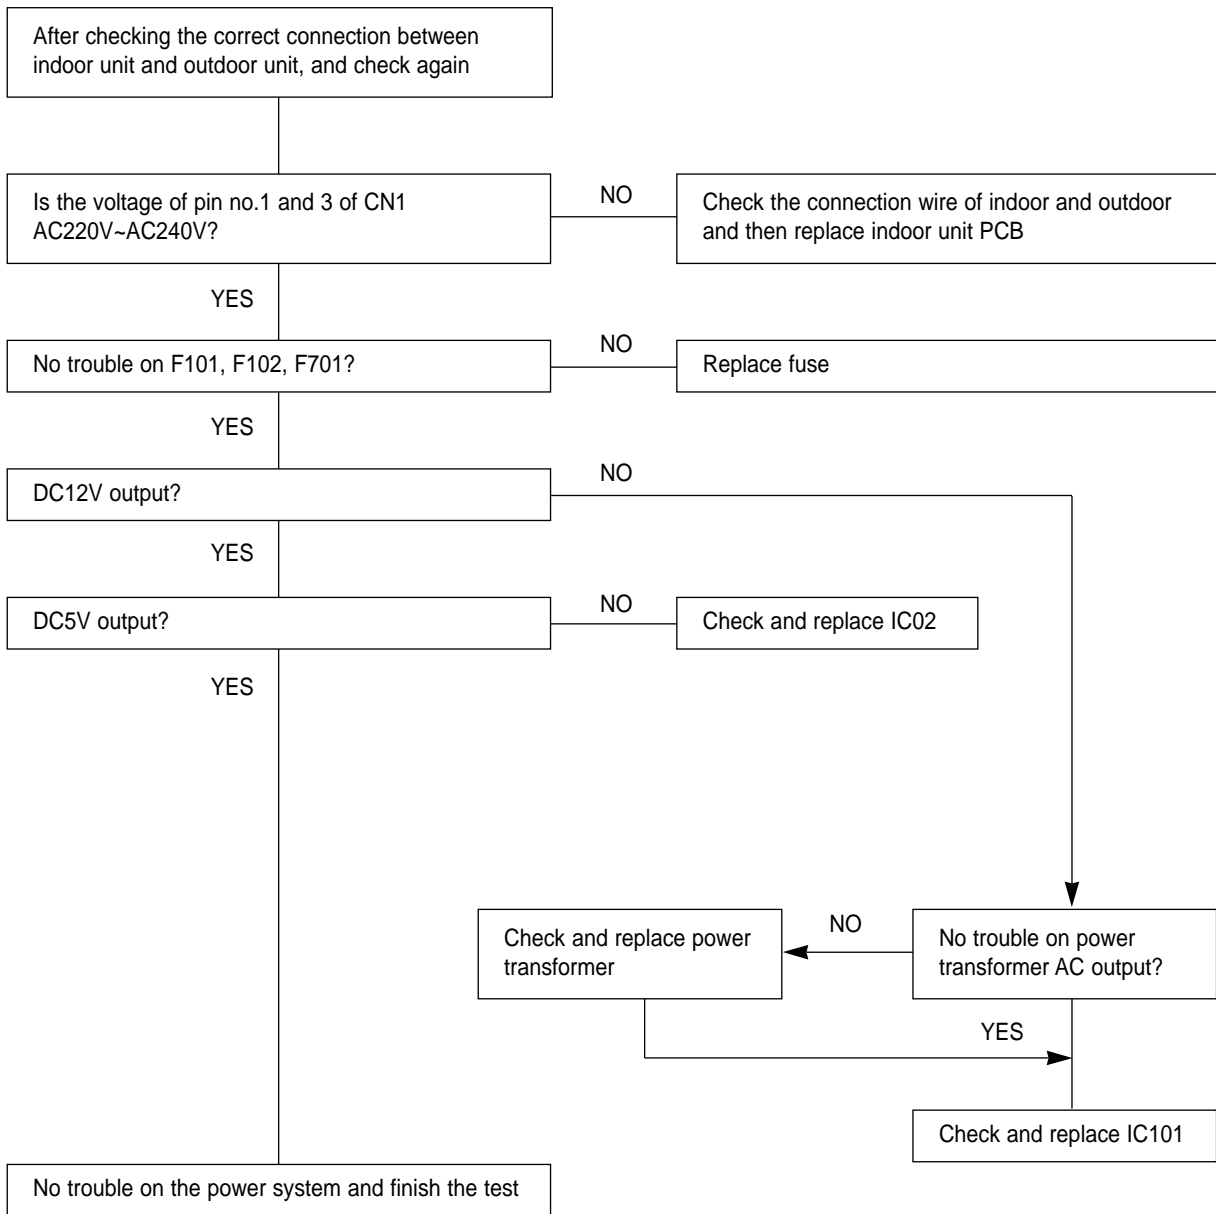 After checking the correct connection between
indoor unit and outdoor unit, and check again
Is the voltage of pin no.1 and 3 of CN1
AC220V~AC240V?
NO
Check the connection wire of indoor and outdoor
and then replace indoor unit PCB
YES
No trouble on F101, F102, F701?
NO
Replace fuse
YES
DC12V output?
NO
YES
DC5V output?
NO
Check and replace IC02
YES
Check and replace power
transformer
NO
No trouble on power
transformer AC output?
YES
Check and replace IC101
No trouble on the power system and finish the test